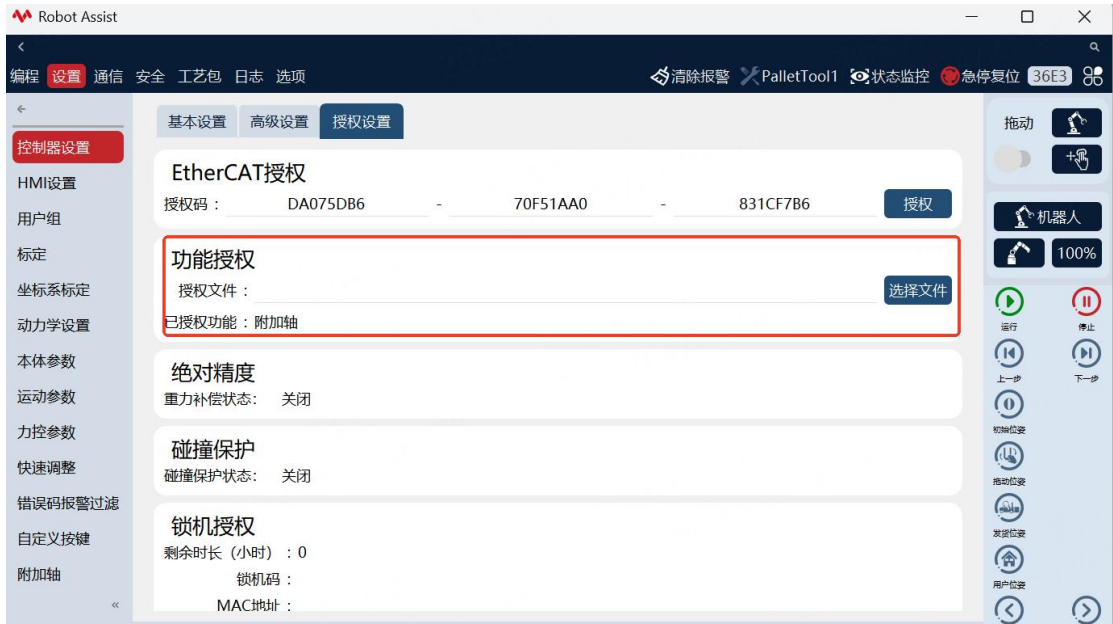 Robot Assist
编程 设置 通信 安全 工艺包 日志 选项 清除报警 PalletTool1 状态监控 急停复位 36E3
控制器设置
HMI设置
用户组
标定
坐标系标定
动力学设置
本体参数
运动参数
力控参数
快速调整
错误码报警过滤
自定义按键
附加轴
基本设置 高级设置 授权设置
EtherCAT授权
授权码： DA075DB6 - 70F51AA0 - 831CF7B6 授权
功能授权
授权文件： 选择文件
已授权功能：附加轴
绝对精度
重力补偿状态： 关闭
碰撞保护
碰撞保护状态： 关闭
锁机授权
剩余时长（小时）：0
锁机码：
MAC地址：
拖动
机器人
100%
运行 停止
上一步 下一步
初始位姿
拖动位姿
发货位姿
用户位姿